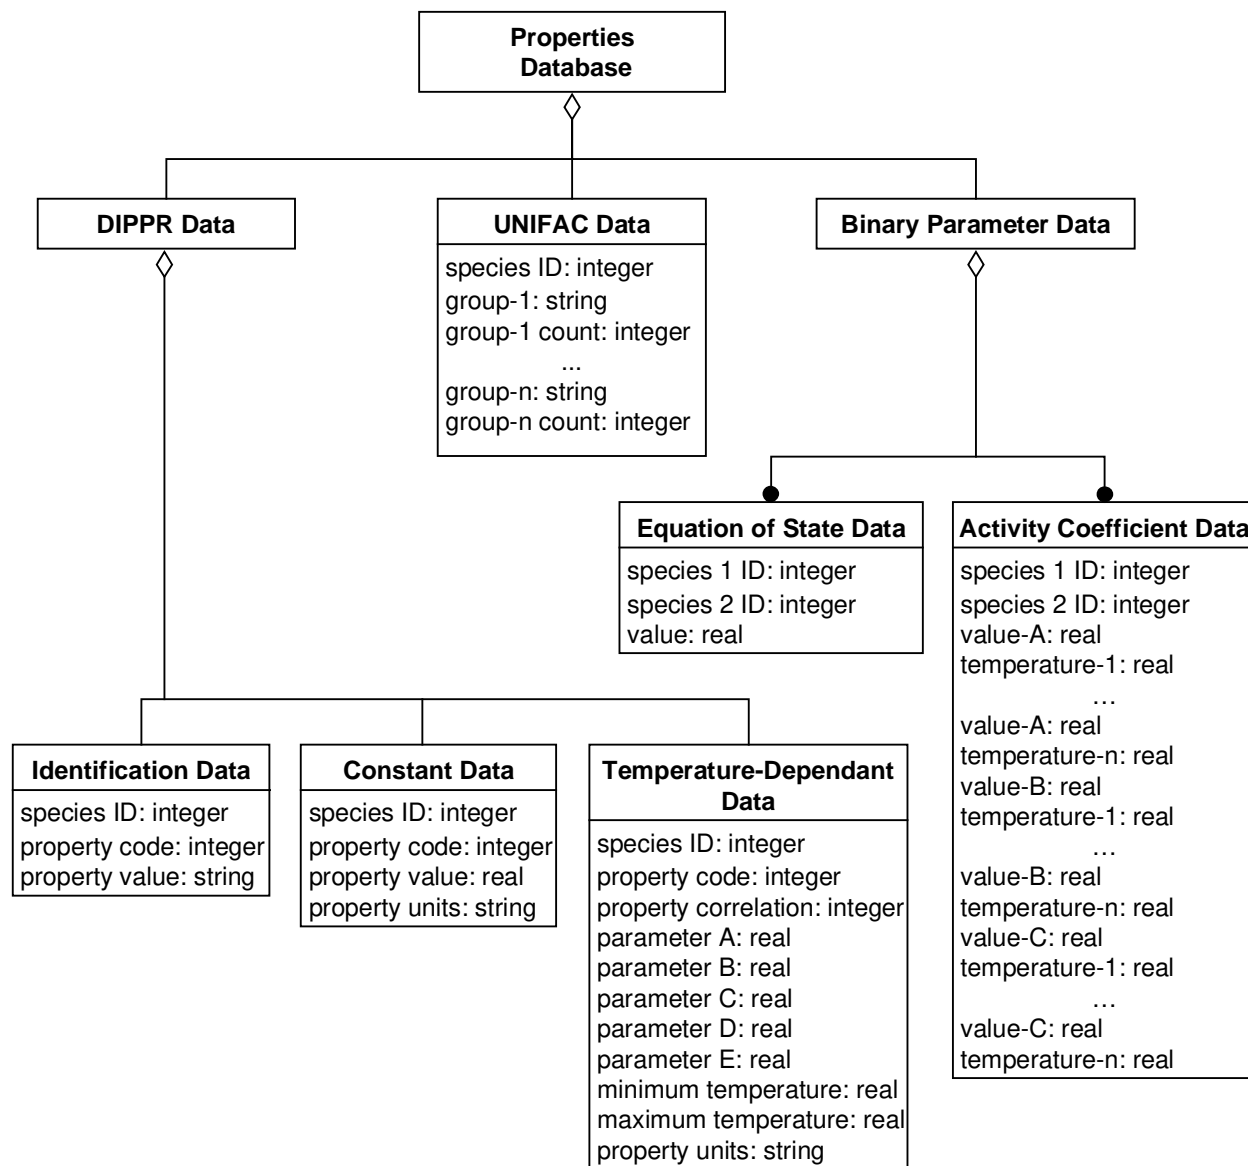 Properties
Database
DIPPR Data
UNIFAC Data
species ID: integer
group-1: string
group-1 count: integer
...
group-n: string
group-n count: integer
Binary Parameter Data
Equation of State Data
species 1 ID: integer
species 2 ID: integer
value: real
Activity Coefficient Data
species 1 ID: integer
species 2 ID: integer
value-A: real
temperature-1: real
...
value-A: real
temperature-n: real
value-B: real
temperature-1: real
...
value-B: real
temperature-n: real
value-C: real
temperature-1: real
...
value-C: real
temperature-n: real
Identification Data
species ID: integer
property code: integer
property value: string
Constant Data
species ID: integer
property code: integer
property value: real
property units: string
Temperature-Dependant
Data
species ID: integer
property code: integer
property correlation: integer
parameter A: real
parameter B: real
parameter C: real
parameter D: real
parameter E: real
minimum temperature: real
maximum temperature: real
property units: string